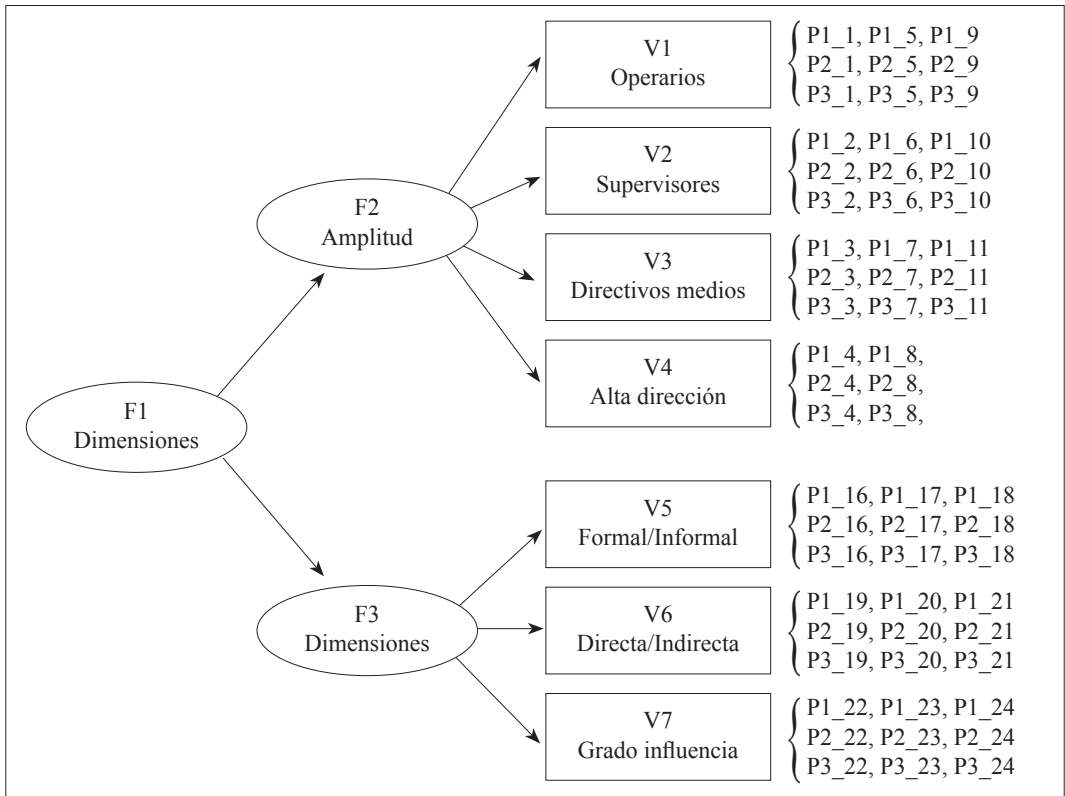 V1
Operarios
P1_1, P1_5, P1_9
P2_1, P2_5, P2_9
P3_1, P3_5, P3_9
V2
Supervisores
P1_2, P1_6, P1_10
P2_2, P2_6, P2_10
P3_2, P3_6, P3_10
F2
Amplitud
V3
Directivos medios
P1_3, P1_7, P1_11
P2_3, P2_7, P2_11
P3_3, P3_7, P3_11
V4
Alta dirección
P1_4, P1_8,
P2_4, P2_8,
P3_4, P3_8,
F1
Dimensiones
V5
Formal/Informal
P1_16, P1_17, P1_18
P2_16, P2_17, P2_18
P3_16, P3_17, P3_18
F3
Dimensiones
V6
Directa/Indirecta
P1_19, P1_20, P1_21
P2_19, P2_20, P2_21
P3_19, P3_20, P3_21
V7
Grado influencia
P1_22, P1_23, P1_24
P2_22, P2_23, P2_24
P3_22, P3_23, P3_24